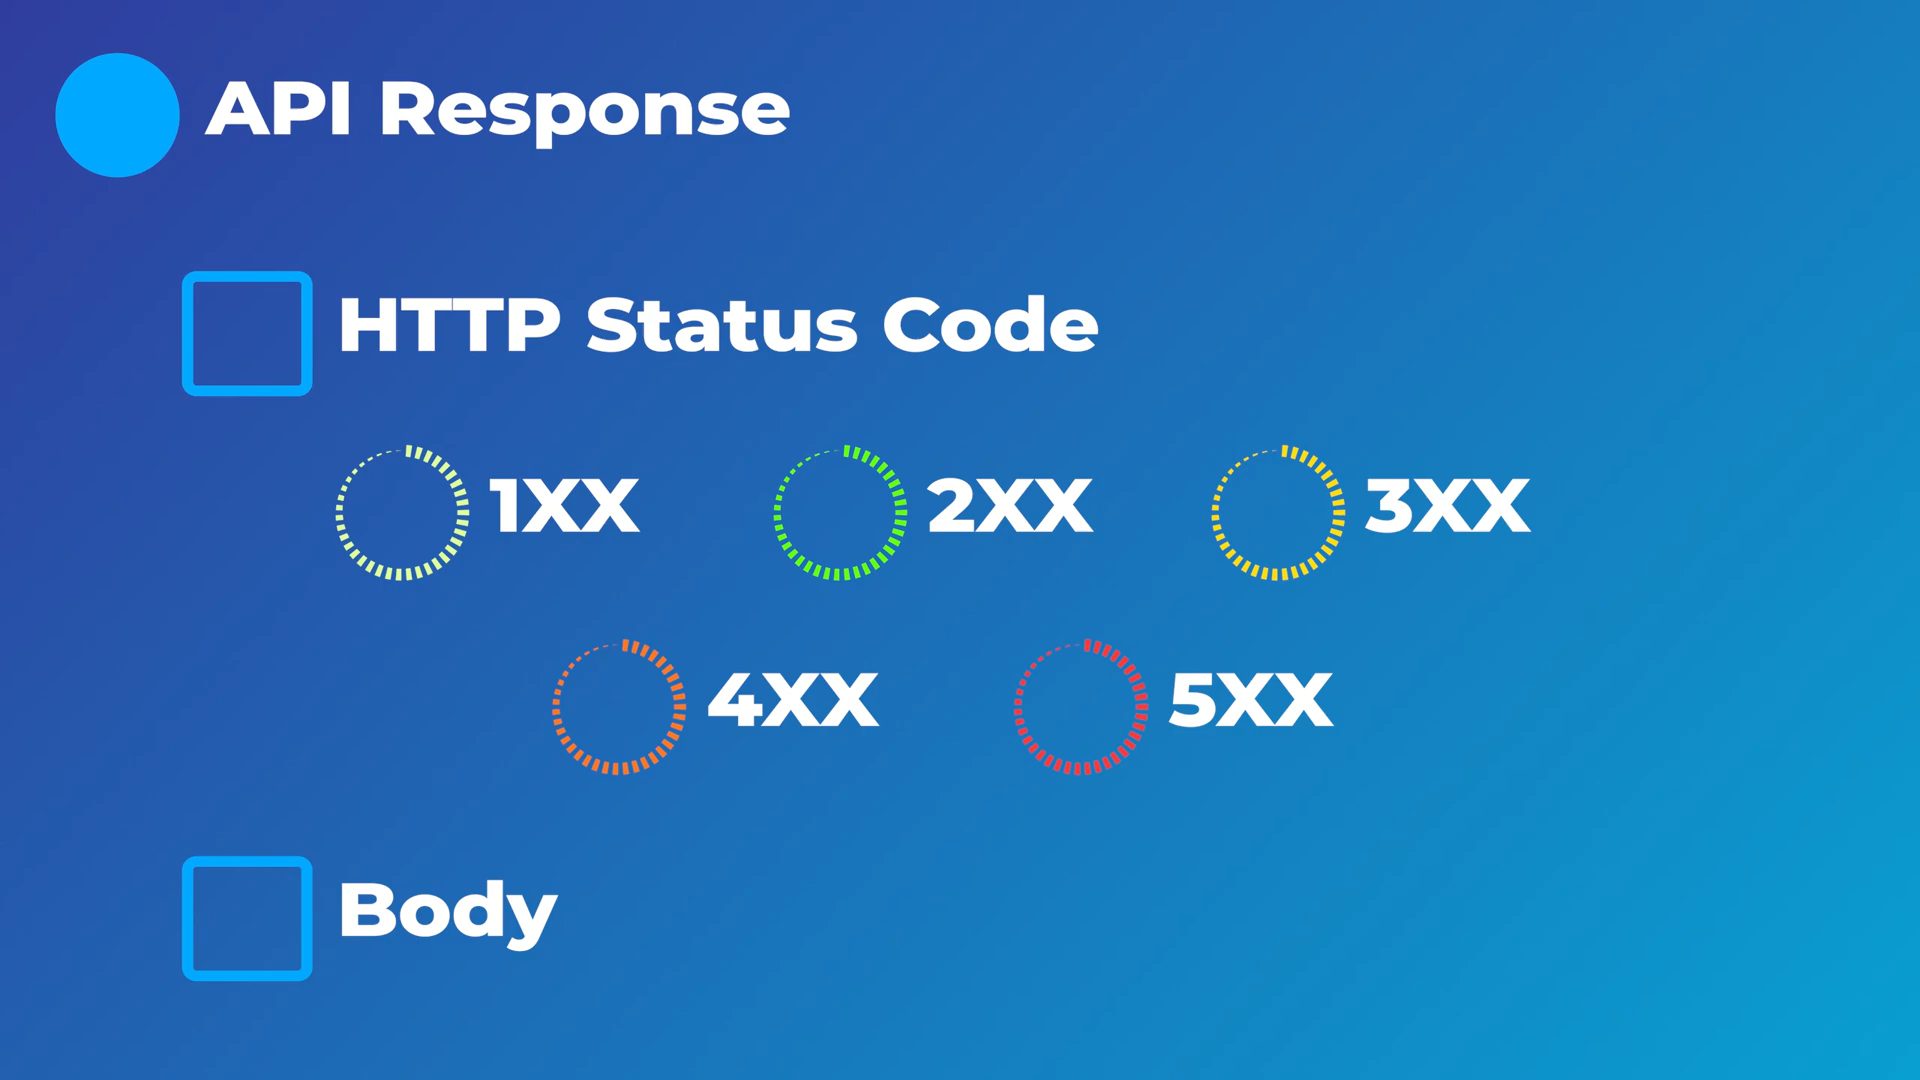 API Response
HTTP Status Code
1XX 2XX 3XX
4XX 5XX
Body